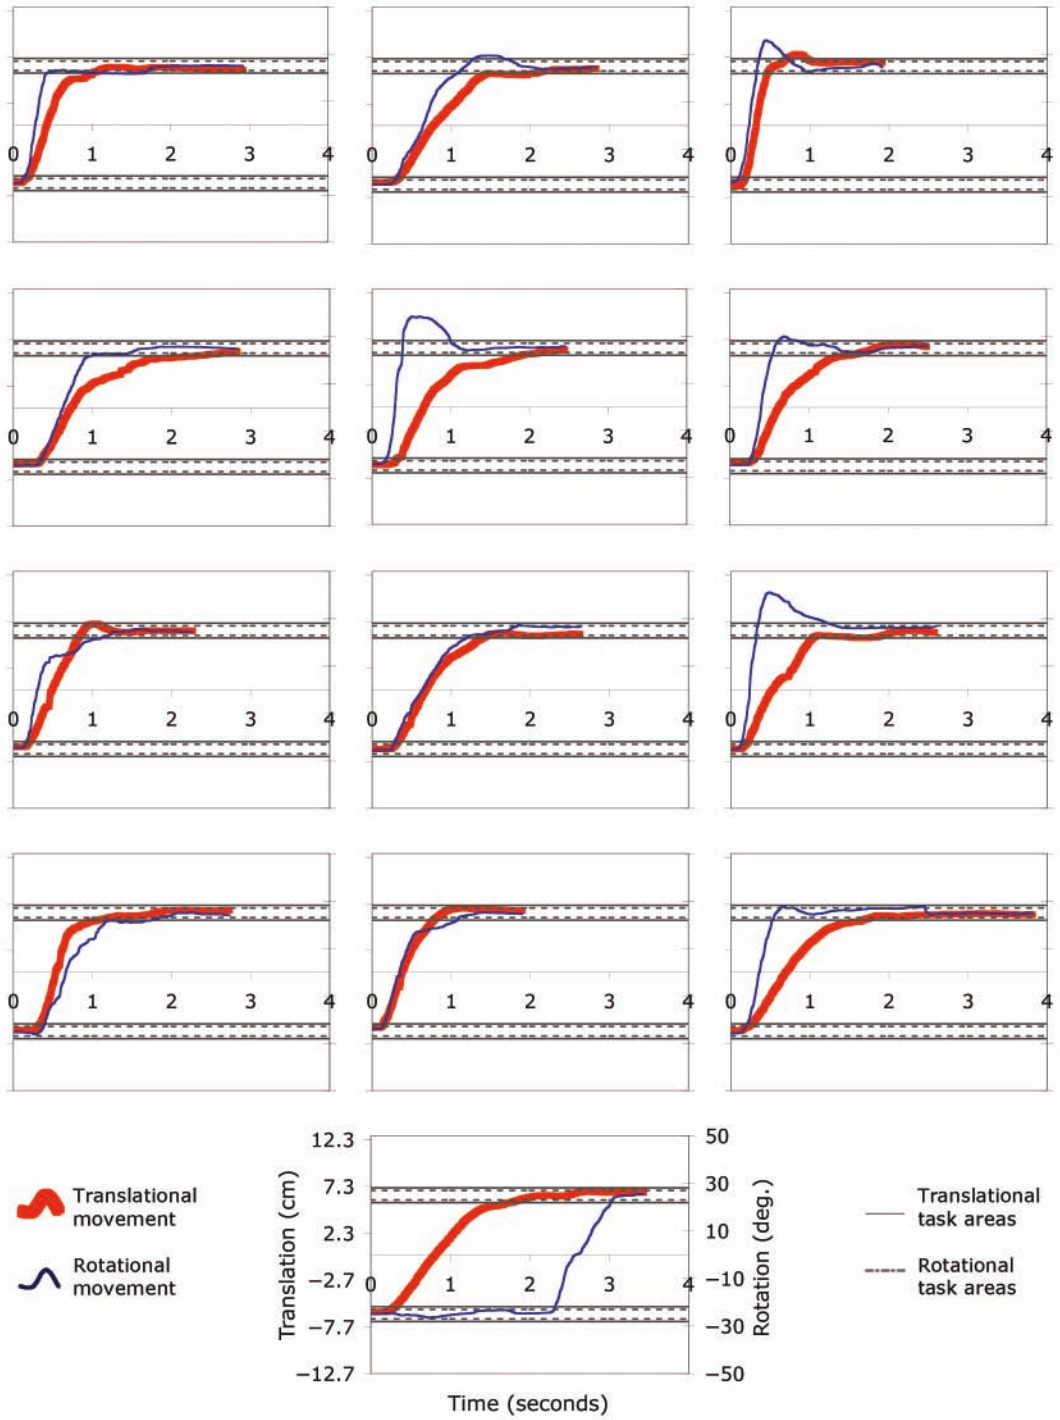 0 1 2 3 4 0 1 2 3 4 0 1 2 3 4
0 1 2 3 4 0 1 2 3 4 0 1 2 3 4
0 1 2 3 4 0 1 2 3 4 0 1 2 3 4
0 1 2 3 4 0 1 2 3 4 0 1 2 3 4
Translational
movement
Rotational
movement
Translation (cm)
12.3
7.3
2.3
−2.7
−7.7
−12.7
0 1 2 3 4
50
30
10
−10
−30
−50
Rotation (deg.)
Time (seconds)
Translational
task areas
Rotational
task areas